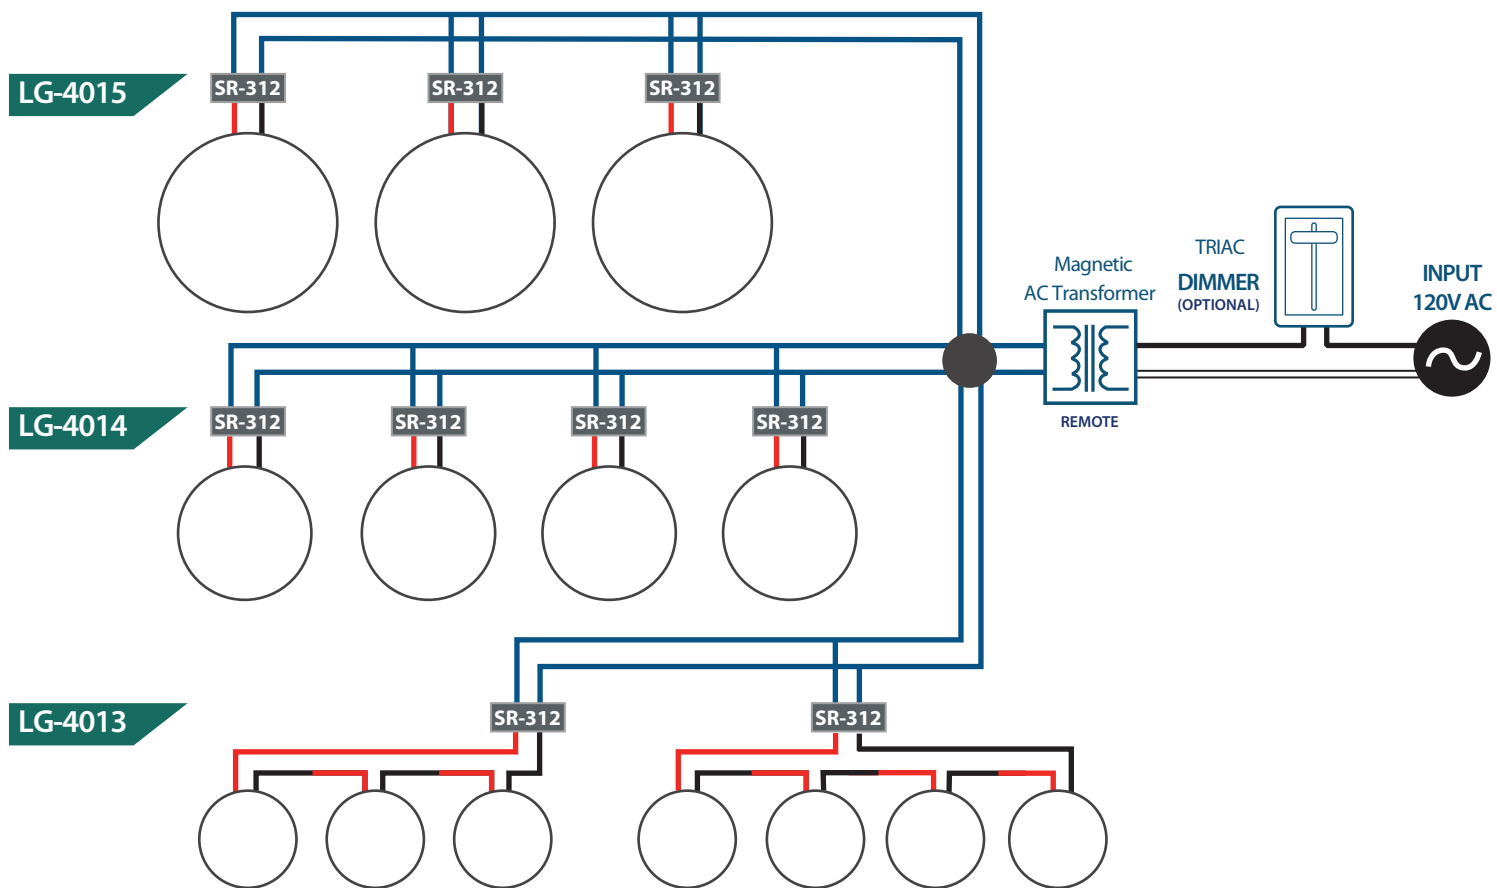 LG-4015
SR-312
SR-312
SR-312
TRIAC
DIMMER
(OPTIONAL)
Magnetic
AC Transformer
REMOTE
INPUT
120V AC
LG-4014
SR-312
SR-312
SR-312
SR-312
LG-4013
SR-312
SR-312